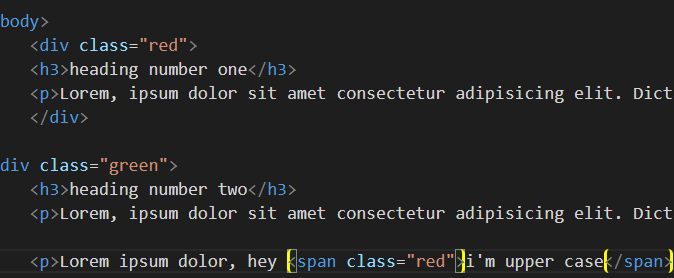 body>
<div class="red">
<h3>heading number one</h3>
<p>Lorem, ipsum dolor sit amet consectetur adipisicing elit. Dict
</div>
div class="green">
<h3>heading number two</h3>
<p>Lorem, ipsum dolor sit amet consectetur adipisicing elit. Dict
<p>Lorem ipsum dolor, hey <span class="red">i'm upper case</span>